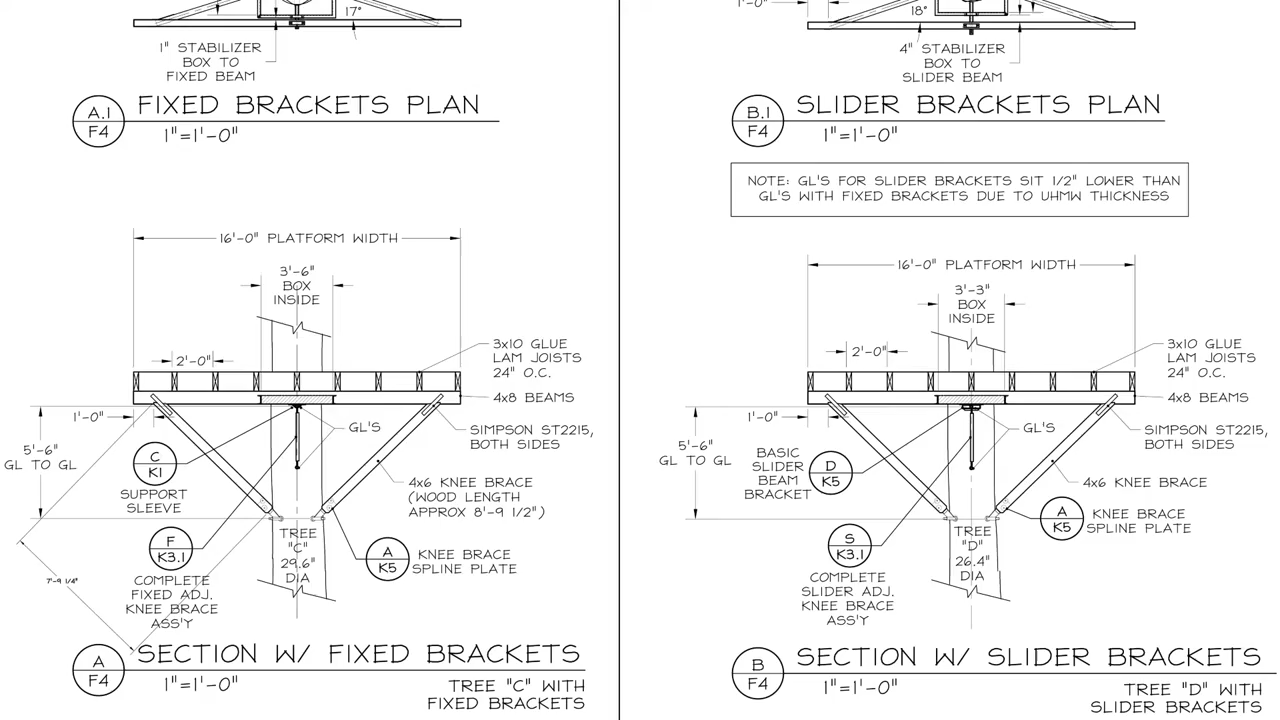 17°
1" STABILIZER
BOX TO
FIXED BEAM
A.1
F4
FIXED BRACKETS PLAN
1"=1'-0"
16'-0" PLATFORM WIDTH
3'-6"
BOX
INSIDE
2'-0"
3x10 GLUE
LAM JOISTS
24" O.C.
4x8 BEAMS
1'-0"
GL'S
SIMPSON ST2215,
BOTH SIDES
5'-6"
GL TO GL
C
K1
SUPPORT
SLEEVE
4x6 KNEE BRACE
(WOOD LENGTH
APPROX 8'-9 1/2")
TREE
"C"
29.6"
DIA
F
K3.1
COMPLETE
FIXED ADJ.
KNEE BRACE
ASS'Y
A
K5
KNEE BRACE
SPLINE PLATE
7'-9 1/4"
A
F4
SECTION W/ FIXED BRACKETS
1"=1'-0"
TREE "C" WITH
FIXED BRACKETS
1'-0"
18°
4" STABILIZER
BOX TO
SLIDER BEAM
B.1
F4
SLIDER BRACKETS PLAN
1"=1'-0"
NOTE: GL'S FOR SLIDER BRACKETS SIT 1/2" LOWER THAN
GL'S WITH FIXED BRACKETS DUE TO UHMW THICKNESS
16'-0" PLATFORM WIDTH
3'-3"
BOX
INSIDE
2'-0"
3x10 GLUE
LAM JOISTS
24" O.C.
4x8 BEAMS
1'-0"
GL'S
SIMPSON ST2215,
BOTH SIDES
5'-6"
GL TO GL
BASIC
SLIDER
BEAM
BRACKET
D
K5
4x6 KNEE BRACE
A
K5
KNEE BRACE
SPLINE PLATE
TREE
"D"
26.4"
DIA
S
K3.1
COMPLETE
SLIDER ADJ.
KNEE BRACE
ASS'Y
B
F4
SECTION W/ SLIDER BRACKETS
1"=1'-0"
TREE "D" WITH
SLIDER BRACKETS